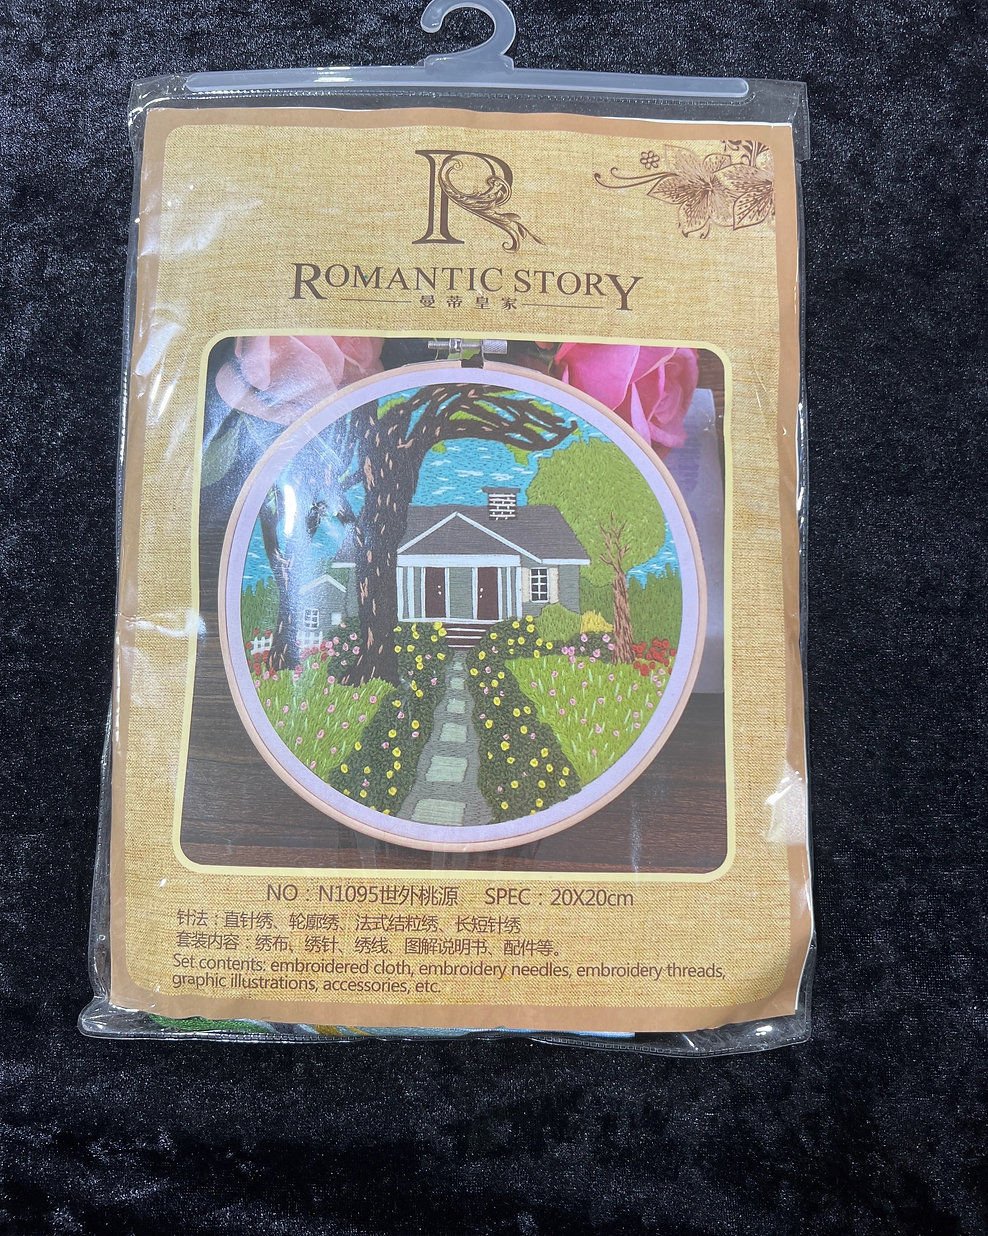 R
ROMANTIC STORY
曼蒂皇家
NO：N1095世外桃源 SPEC：20X20cm
针法：直针绣、轮廓绣、法式结粒绣、长短针绣
套装内容：绣布、绣针、绣线、图解说明书、配件等。
Set contents: embroidered cloth, embroidery needles, embroidery threads,
graphic illustrations, accessories, etc.